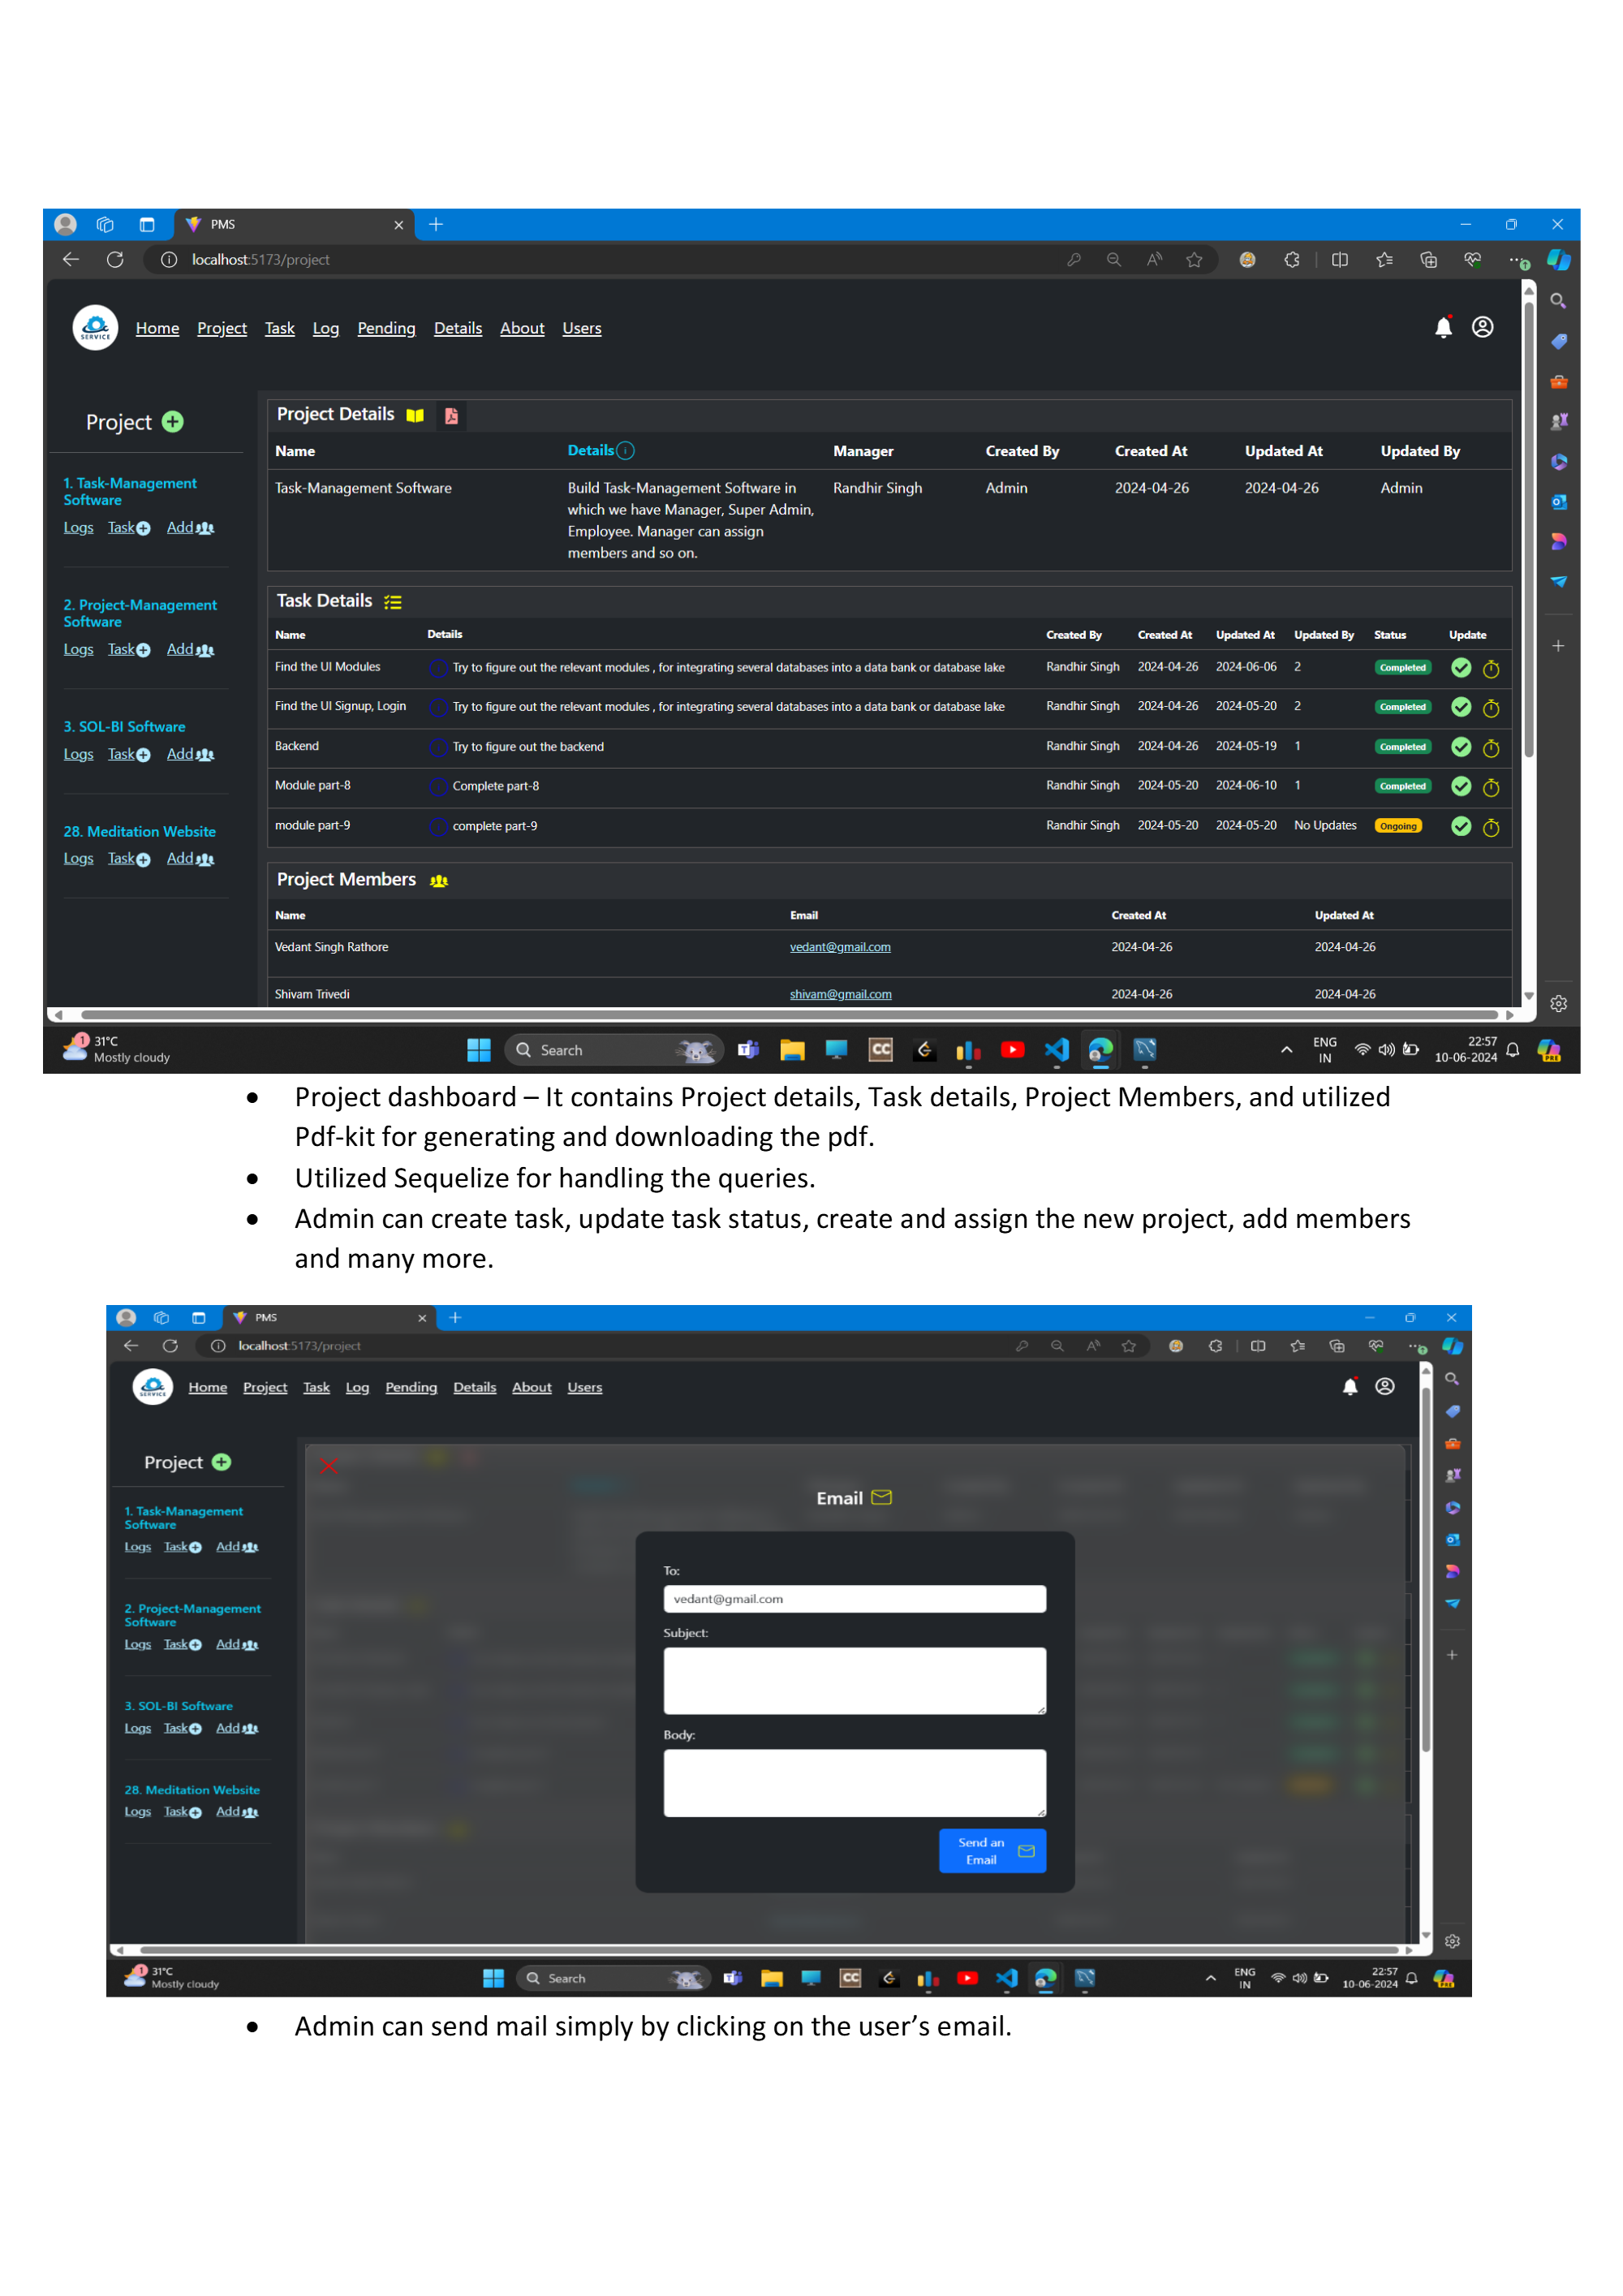 PMS
localhost:5173/project
SERVICE
Home Project Task Log Pending Details About Users
Project
1. Task-Management
Software
Logs Task Add
2. Project-Management
Software
Logs Task Add
3. SOL-BI Software
Logs Task Add
28. Meditation Website
Logs Task Add
Project Details
Name Details Manager Created By Created At Updated At Updated By
Task-Management Software Build Task-Management Software in Randhir Singh Admin 2024-04-26 2024-04-26 Admin
which we have Manager, Super Admin,
Employee. Manager can assign
members and so on.
Task Details
Name Details Created By Created At Updated At Updated By Status Update
Find the UI Modules Try to figure out the relevant modules , for integrating several databases into a data bank or database lake Randhir Singh 2024-04-26 2024-06-06 2 Completed
Find the UI Signup, Login Try to figure out the relevant modules , for integrating several databases into a data bank or database lake Randhir Singh 2024-04-26 2024-05-20 2 Completed
Backend Try to figure out the backend Randhir Singh 2024-04-26 2024-05-19 1 Completed
Module part-8 Complete part-8 Randhir Singh 2024-05-20 2024-06-10 1 Completed
module part-9 complete part-9 Randhir Singh 2024-05-20 2024-05-20 No Updates Ongoing
Project Members
Name Email Created At Updated At
Vedant Singh Rathore vedant@gmail.com 2024-04-26 2024-04-26
Shivam Trivedi shivam@gmail.com 2024-04-26 2024-04-26
1 31°C
Mostly cloudy
Search
CC
ENG
IN
22:57
10-06-2024
PRE
• Project dashboard – It contains Project details, Task details, Project Members, and utilized
Pdf-kit for generating and downloading the pdf.
• Utilized Sequelize for handling the queries.
• Admin can create task, update task status, create and assign the new project, add members
and many more.
PMS
localhost:5173/project
SERVICE
Home Project Task Log Pending Details About Users
Project
1. Task-Management
Software
Logs Task Add
2. Project-Management
Software
Logs Task Add
3. SOL-BI Software
Logs Task Add
28. Meditation Website
Logs Task Add
Email
To:
vedant@gmail.com
Subject:
Body:
Send an
Email
1 31°C
Mostly cloudy
Search
CC
ENG
IN
22:57
10-06-2024
PRE
• Admin can send mail simply by clicking on the user’s email.